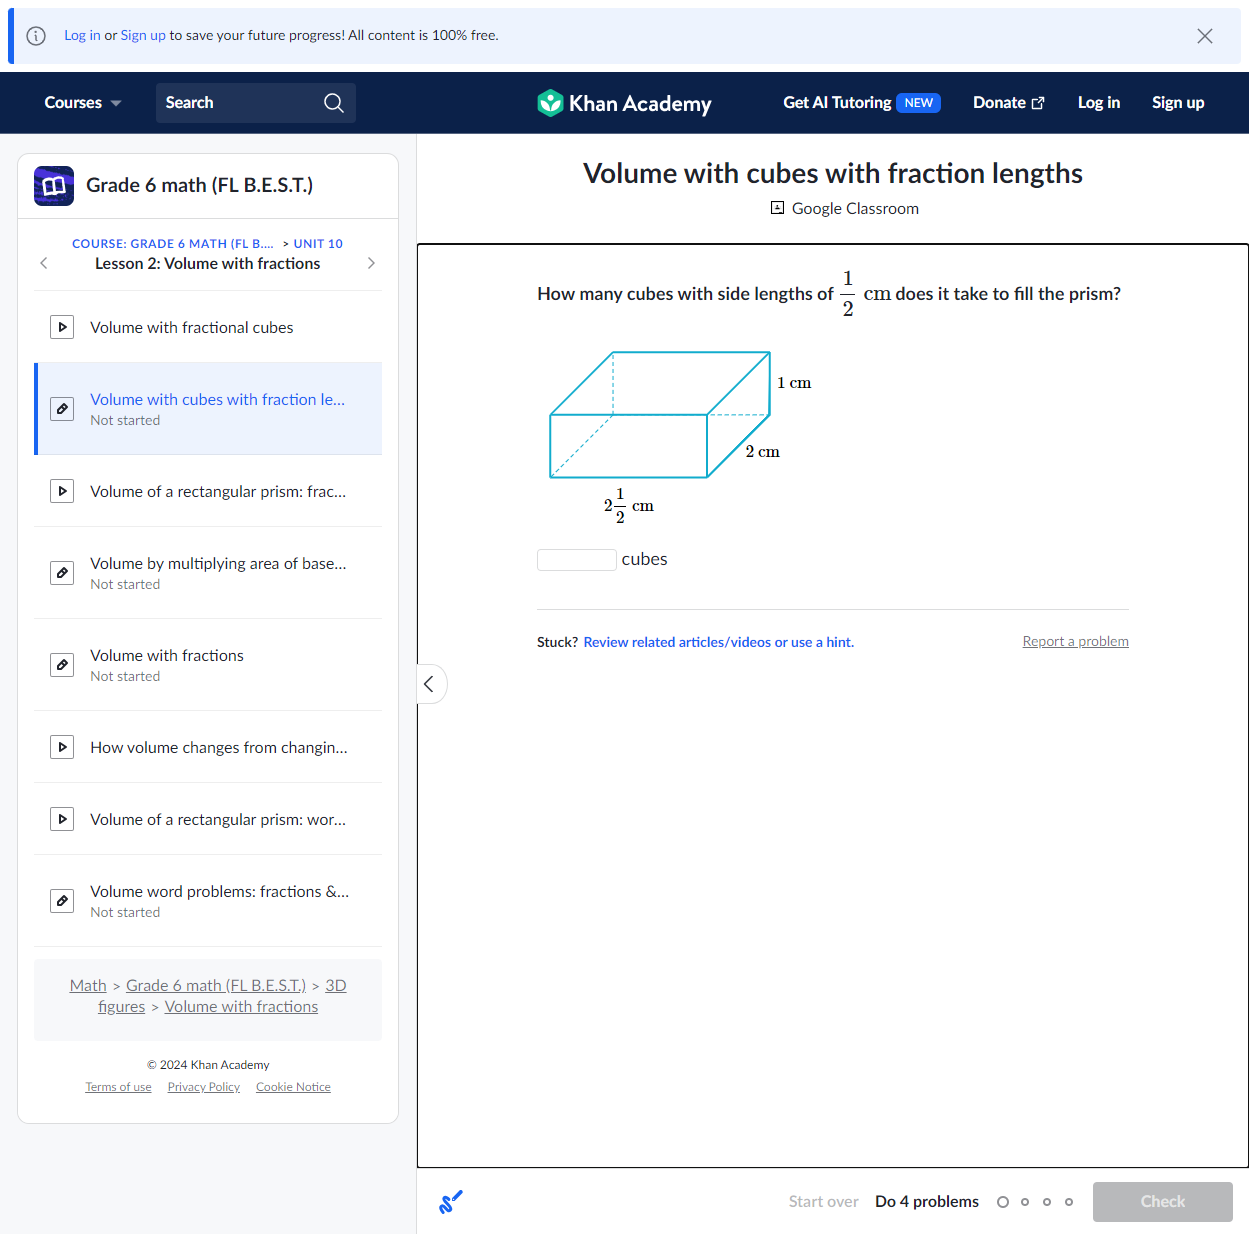 Log in or Sign up to save your future progress! All content is 100% free.
Courses
Search
Khan Academy
Get AI Tutoring NEW
Donate
Log in
Sign up
Grade 6 math (FL B.E.S.T.)
COURSE: GRADE 6 MATH (FL B.... > UNIT 10
Lesson 2: Volume with fractions
Volume with fractional cubes
Volume with cubes with fraction le...
Not started
Volume of a rectangular prism: frac...
Volume by multiplying area of base...
Not started
Volume with fractions
Not started
How volume changes from changin...
Volume of a rectangular prism: wor...
Volume word problems: fractions &...
Not started
Math > Grade 6 math (FL B.E.S.T.) > 3D
figures > Volume with fractions
© 2024 Khan Academy
Terms of use Privacy Policy Cookie Notice
Volume with cubes with fraction lengths
Google Classroom
How many cubes with side lengths of 1/2 cm does it take to fill the prism?
1 cm
2 cm
2 1/2 cm
cubes
Stuck? Review related articles/videos or use a hint.
Report a problem
Start over
Do 4 problems
Check